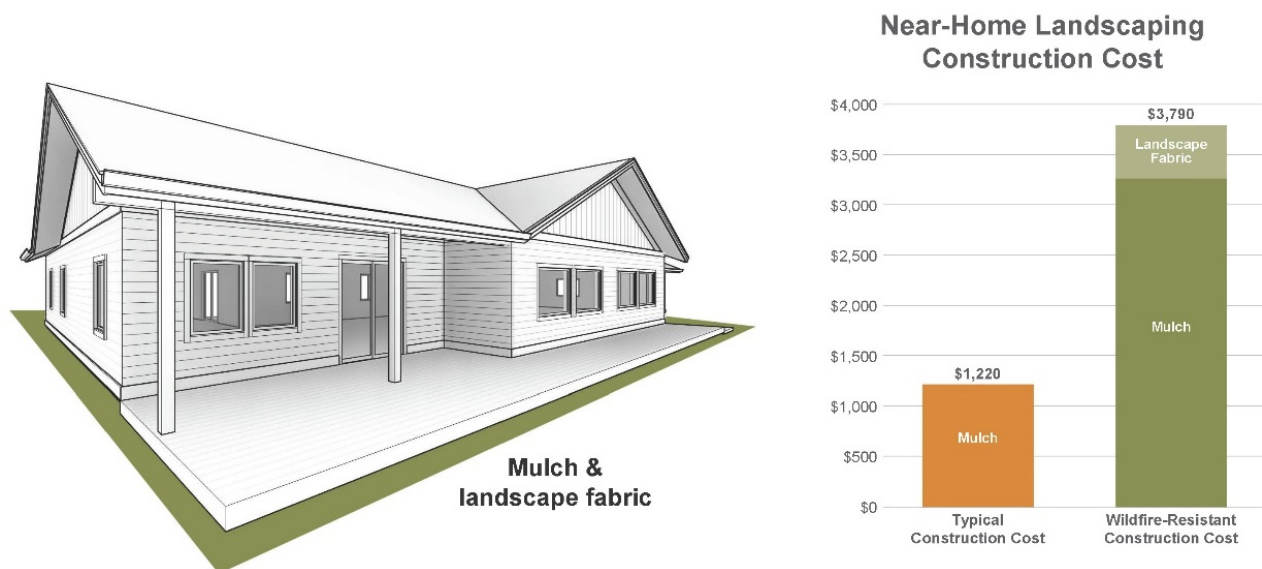 Mulch &
landscape fabric
Near-Home Landscaping
Construction Cost
$4,000
$3,500
$3,000
$2,500
$2,000
$1,500
$1,000
$500
$0
$1,220
Mulch
$3,790
Landscape
Fabric
Mulch
Typical
Construction Cost
Wildfire-Resistant
Construction Cost